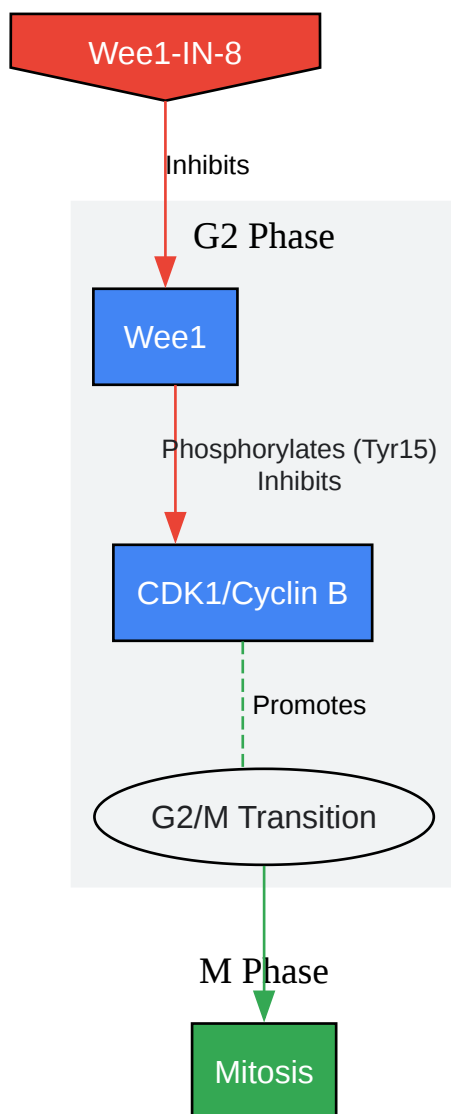 Wee1-IN-8
Inhibits
G2 Phase
Wee1
Phosphorylates (Tyr15)
Inhibits
CDK1/Cyclin B
Promotes
G2/M Transition
M Phase
Mitosis